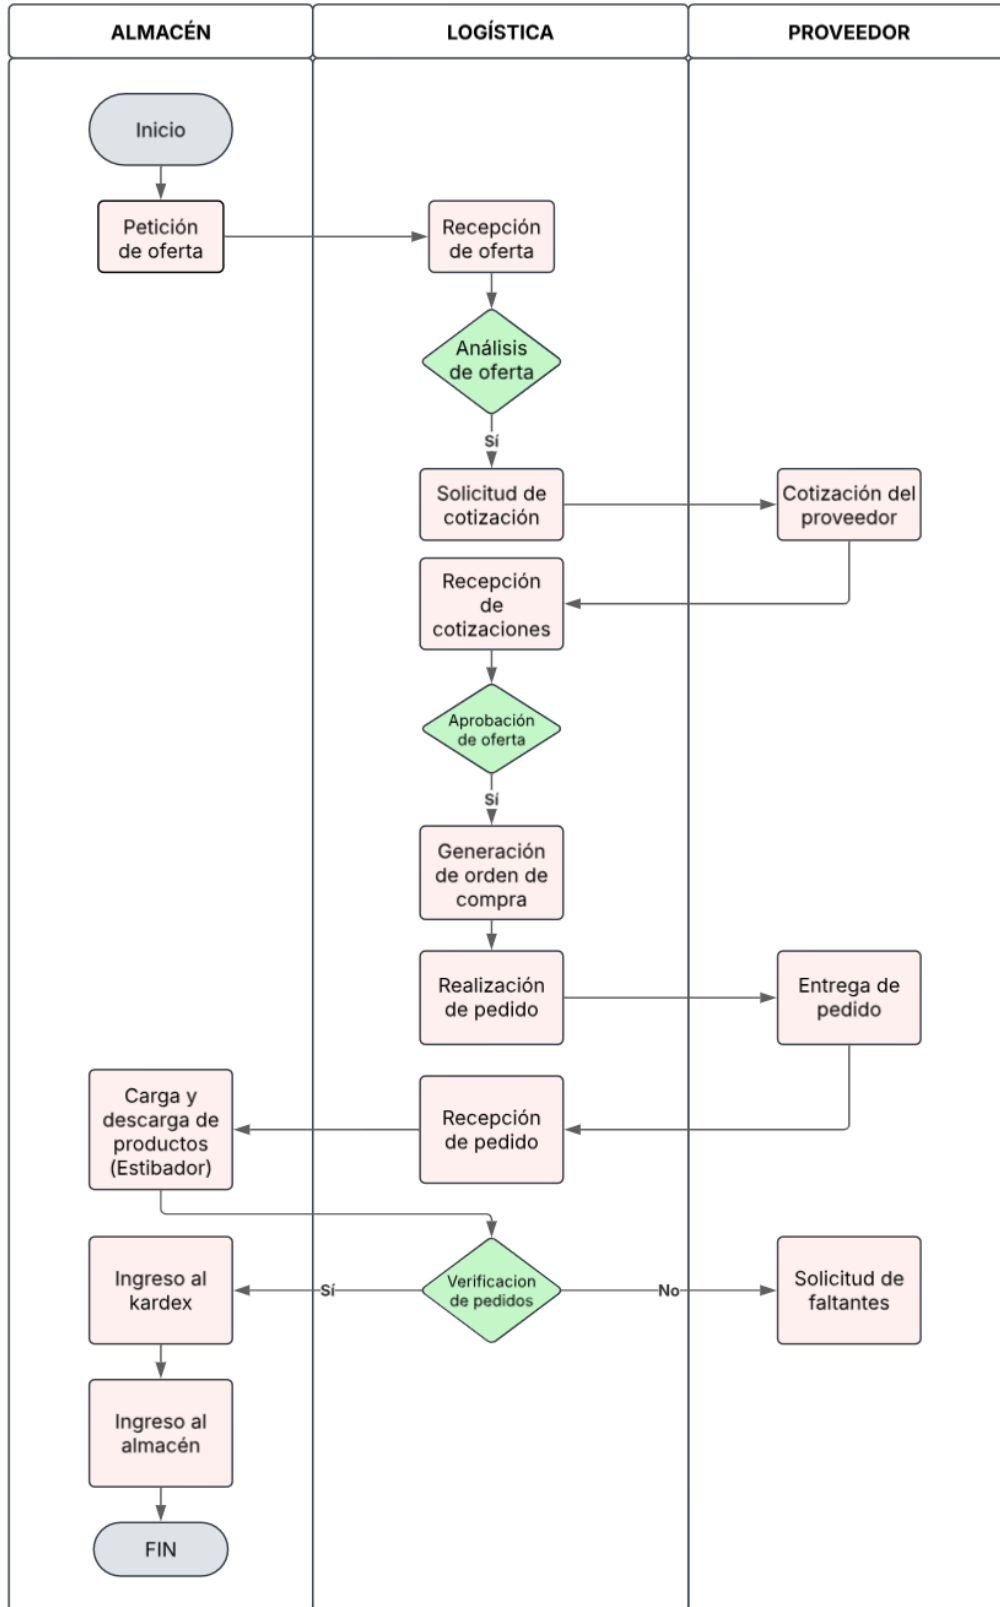 ALMACÉN
LOGÍSTICA
PROVEEDOR
Inicio
Petición
de oferta
Recepción
de oferta
Análisis
de oferta
Sí
Solicitud de
cotización
Cotización del
proveedor
Recepción
de
cotizaciones
Aprobación
de oferta
Sí
Generación
de orden de
compra
Realización
de pedido
Entrega de
pedido
Recepción
de pedido
Carga y
descarga de
productos
(Estibador)
Verificacion
de pedidos
Sí
No
Ingreso al
kardex
Solicitud de
faltantes
Ingreso al
almacén
FIN